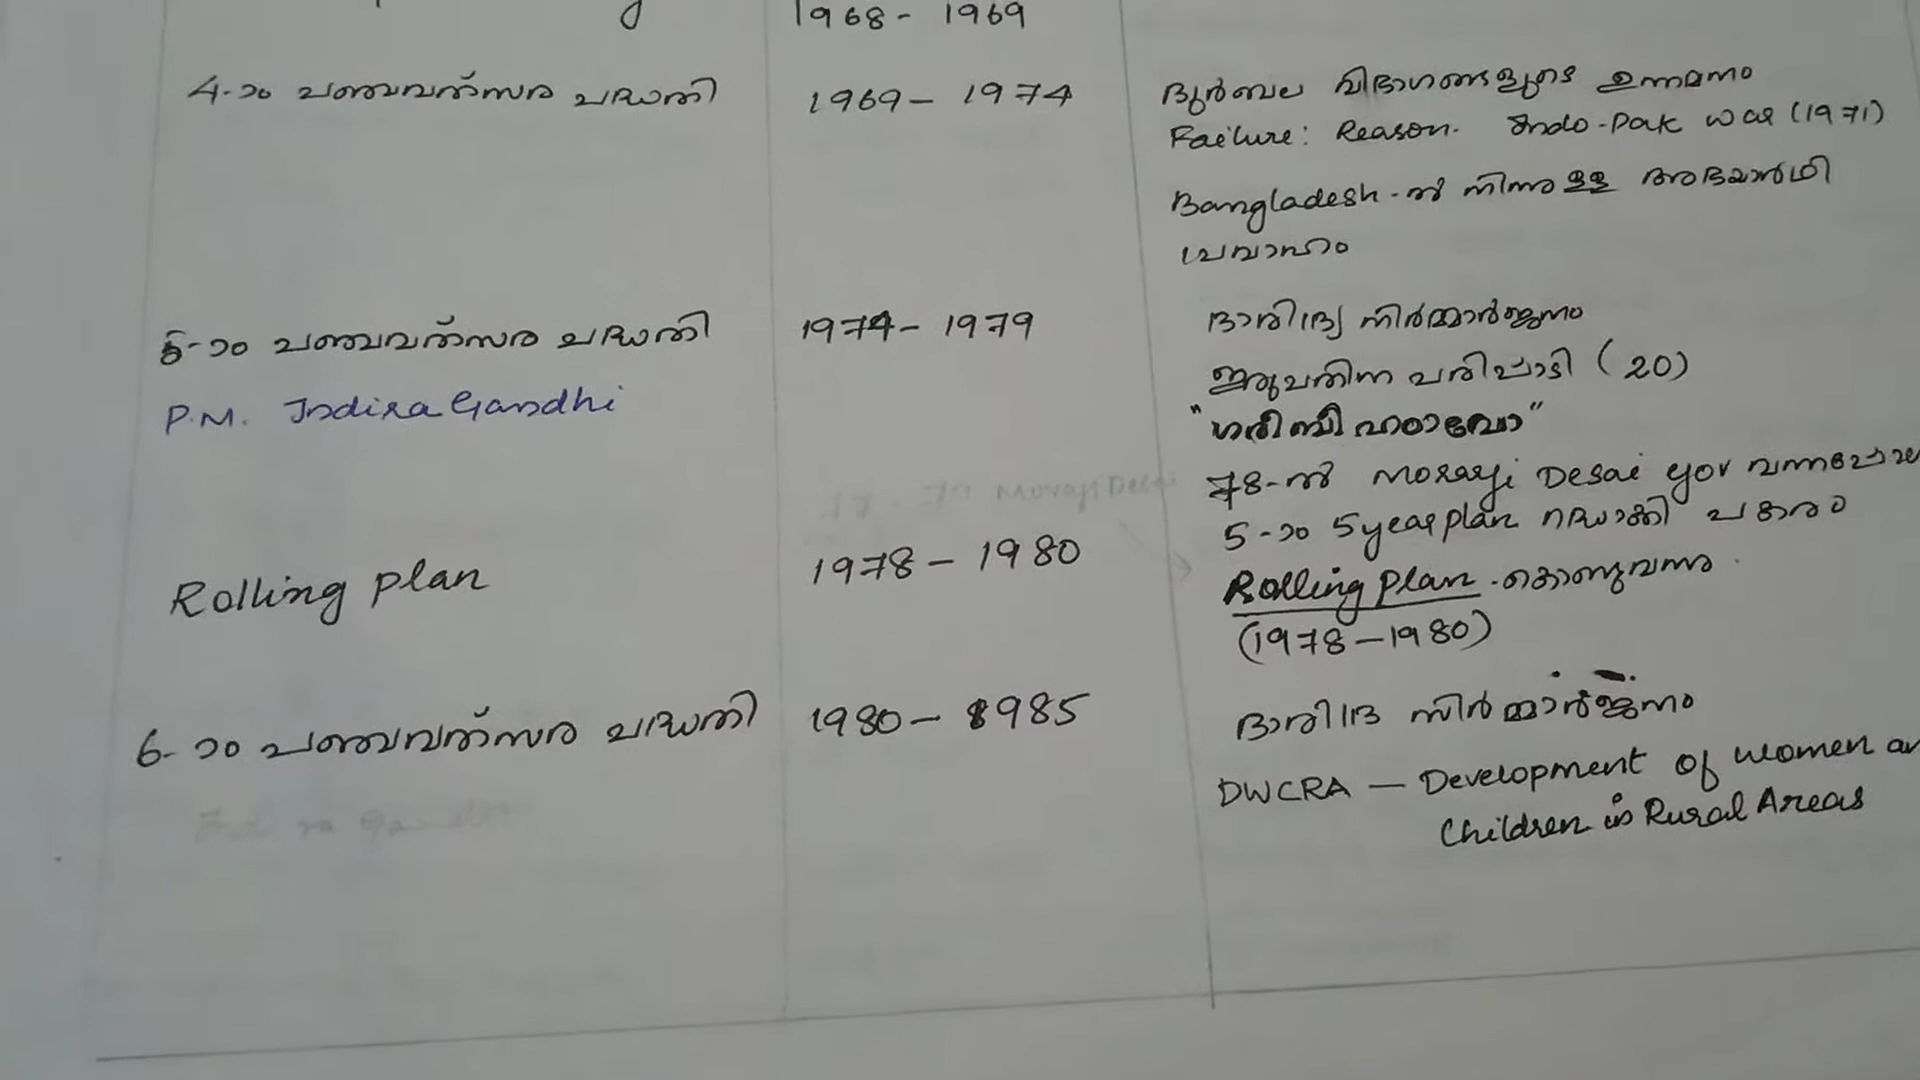 1968 - 1969
4-ാം പഞ്ചവത്സര പദ്ധതി
1969 - 1974
ദുർബല വിഭാഗങ്ങളുടെ ഉന്നമനം
Failure: Reason. Indo-Pak war (1971)
Bangladesh-ൽ നിന്നുള്ള അഭയാർഥി
പ്രവാഹം
5-ാം പഞ്ചവത്സര പദ്ധതി
P.M. Indira Gandhi
1974 - 1979
ദാരിദ്ര്യ നിർമ്മാർജ്ജനം
ഇരുപതിന പരിപാടി (20)
"ഗരീബി ഹഠാവോ"
78-ൽ Moraji Desai gov വന്നപ്പോൾ
5-ാം 5 year plan റദ്ദാക്കി പകരം
Rolling plan - കൊണ്ടുവന്നു.
(1978-1980)
Rolling plan
1978 - 1980
6-ാം പഞ്ചവത്സര പദ്ധതി
1980 - 1985
ദാരിദ്ര നിർമ്മാർജ്ജനം
DWCRA - Development of women
Children in Rural Areas